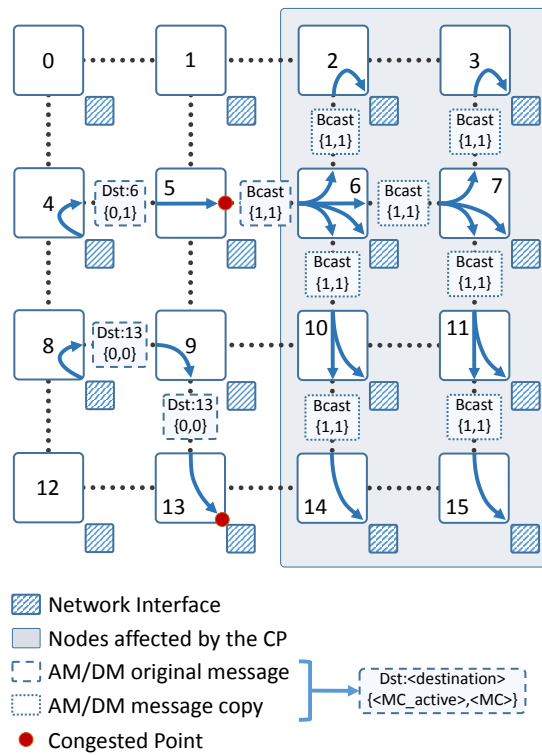 0
1
2
3
Bcast
{1,1}
Bcast
{1,1}
4
Dst:6
{0,1}
5
Bcast
{1,1}
6
Bcast
{1,1}
7
Bcast
{1,1}
Bcast
{1,1}
8
Dst:13
{0,0}
9
10
11
Dst:13
{0,0}
Bcast
{1,1}
Bcast
{1,1}
12
13
14
15
Network Interface
Nodes affected by the CP
AM/DM original message
AM/DM message copy
Congested Point
Dst:<destination>
{<MC_active>,<MC>}